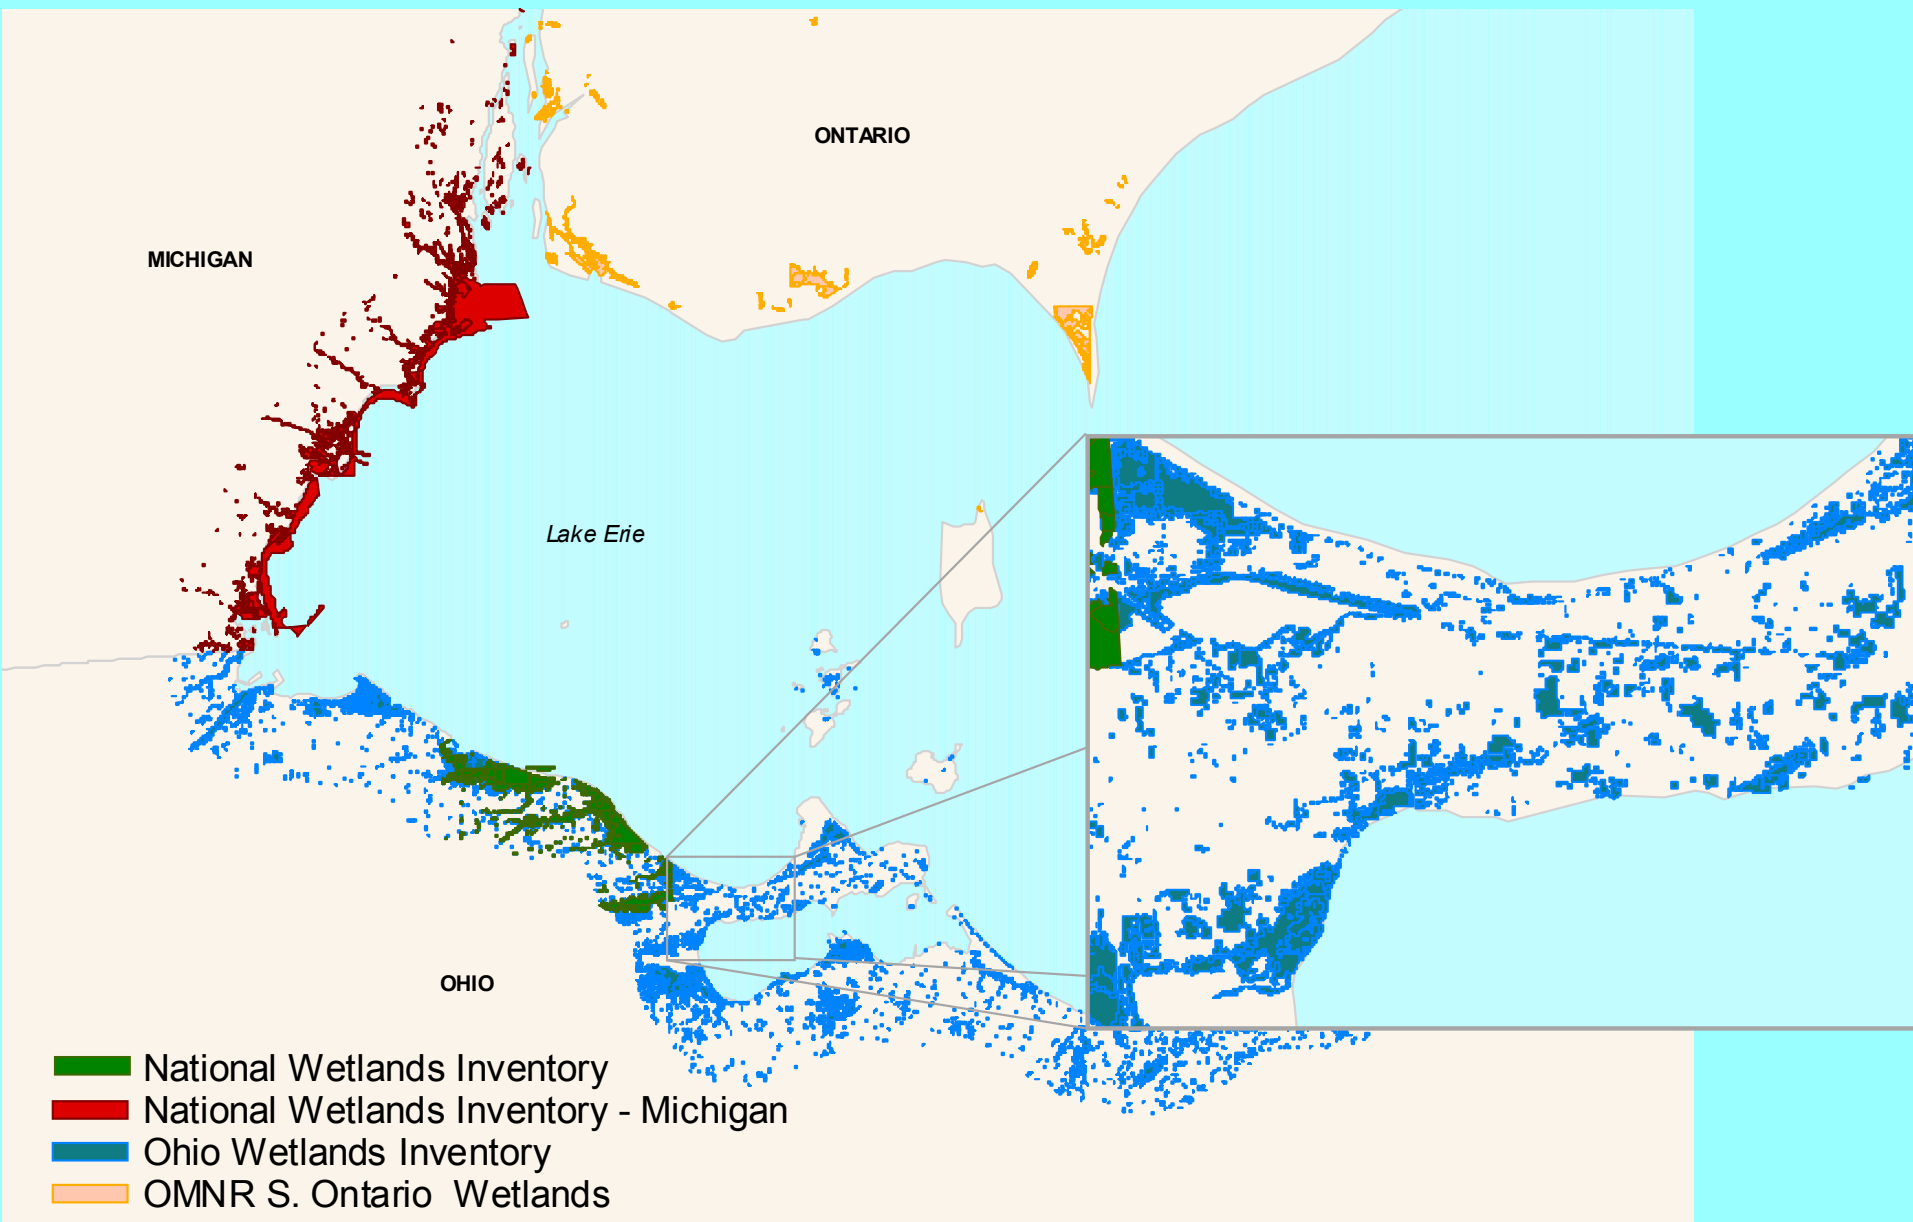 ONTARIO
MICHIGAN
Lake Erie
OHIO
National Wetlands Inventory
National Wetlands Inventory - Michigan
Ohio Wetlands Inventory
OMNR S. Ontario  Wetlands